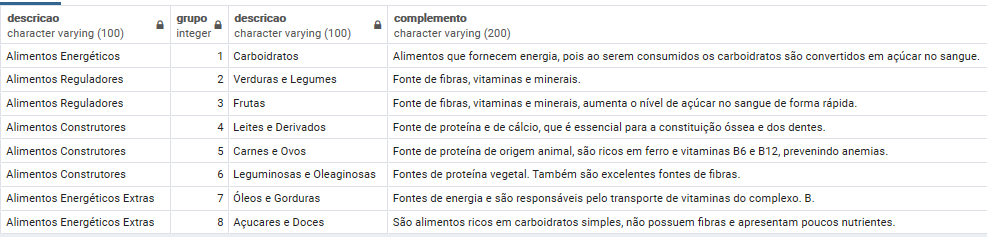 descricao grupo descricao complemento
character varying (100) integer character varying (100) character varying (200)
Alimentos Energéticos 1 Carboidratos Alimentos que fornecem energia, pois ao serem consumidos os carboidratos são convertidos em açúcar no sangue.
Alimentos Reguladores 2 Verduras e Legumes Fonte de fibras, vitaminas e minerais.
Alimentos Reguladores 3 Frutas Fonte de fibras, vitaminas e minerais, aumenta o nível de açúcar no sangue de forma rápida.
Alimentos Construtores 4 Leites e Derivados Fonte de proteína e de cálcio, que é essencial para a constituição óssea e dos dentes.
Alimentos Construtores 5 Carnes e Ovos Fonte de proteína de origem animal, são ricos em ferro e vitaminas B6 e B12, prevenindo anemias.
Alimentos Construtores 6 Leguminosas e Oleaginosas Fontes de proteína vegetal. Também são excelentes fontes de fibras.
Alimentos Energéticos Extras 7 Óleos e Gorduras Fontes de energia e são responsáveis pelo transporte de vitaminas do complexo. B.
Alimentos Energéticos Extras 8 Açucares e Doces São alimentos ricos em carboidratos simples, não possuem fibras e apresentam poucos nutrientes.